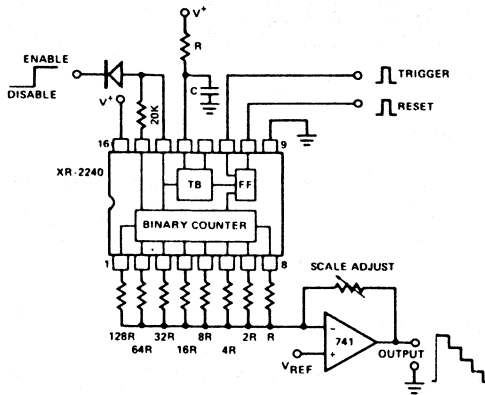 V+
ENABLE
R
TRIGGER
DISABLE
C
V+
20K
RESET
16
9
XR-2240
TB
FF
BINARY COUNTER
1
8
SCALE ADJUST
128R
64R
32R
16R
8R
4R
2R
R
−
741
+
VREF
OUTPUT